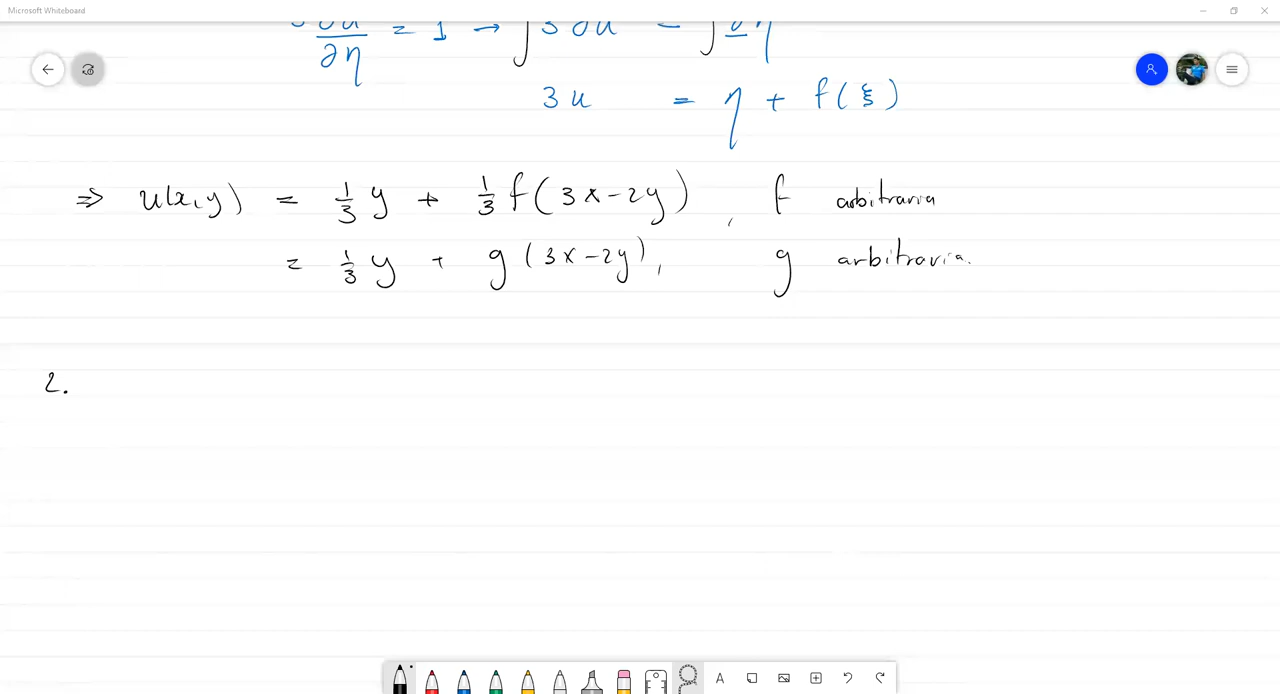 Microsoft Whiteboard
3∂u/∂η = 1 → ∫3∂u = ∫∂η
3u = η + f(ξ)
⇒ u(x,y) = 1/3 y + 1/3 f(3x-2y), f arbitraria
= 1/3 y + g(3x-2y), g arbitraria.
2.
A